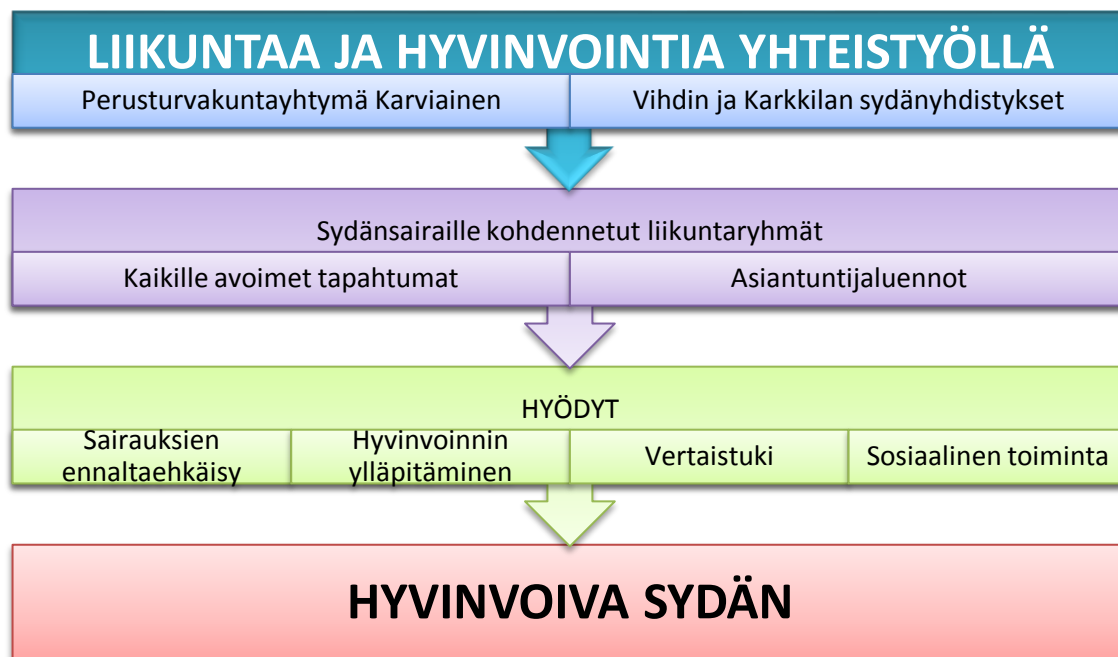 LIIKUNTAA JA HYVINVOINTIA YHTEISTYÖLLÄ
Perusturvakuntayhtymä Karviainen
Vihdin ja Karkkilan sydänyhdistykset
Sydänsairaille kohdennetut liikuntaryhmät
Kaikille avoimet tapahtumat
Asiantuntijaluennot
HYÖDYT
Sairauksien
ennaltaehkäisy
Hyvinvoinnin
ylläpitäminen
Vertaistuki
Sosiaalinen toiminta
HYVINVOIVA SYDÄN